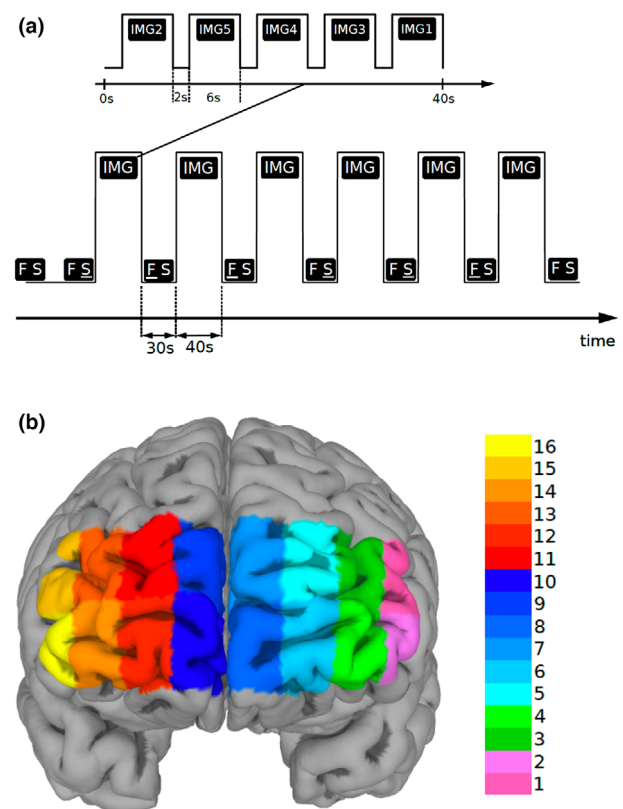 (a)
IMG2 IMG5 IMG4 IMG3 IMG1
0s 2s 6s 40s
IMG IMG IMG IMG IMG IMG
F S F S F S F S F S F S F S F S
30s 40s time
(b)
16
15
14
13
12
11
10
9
8
7
6
5
4
3
2
1